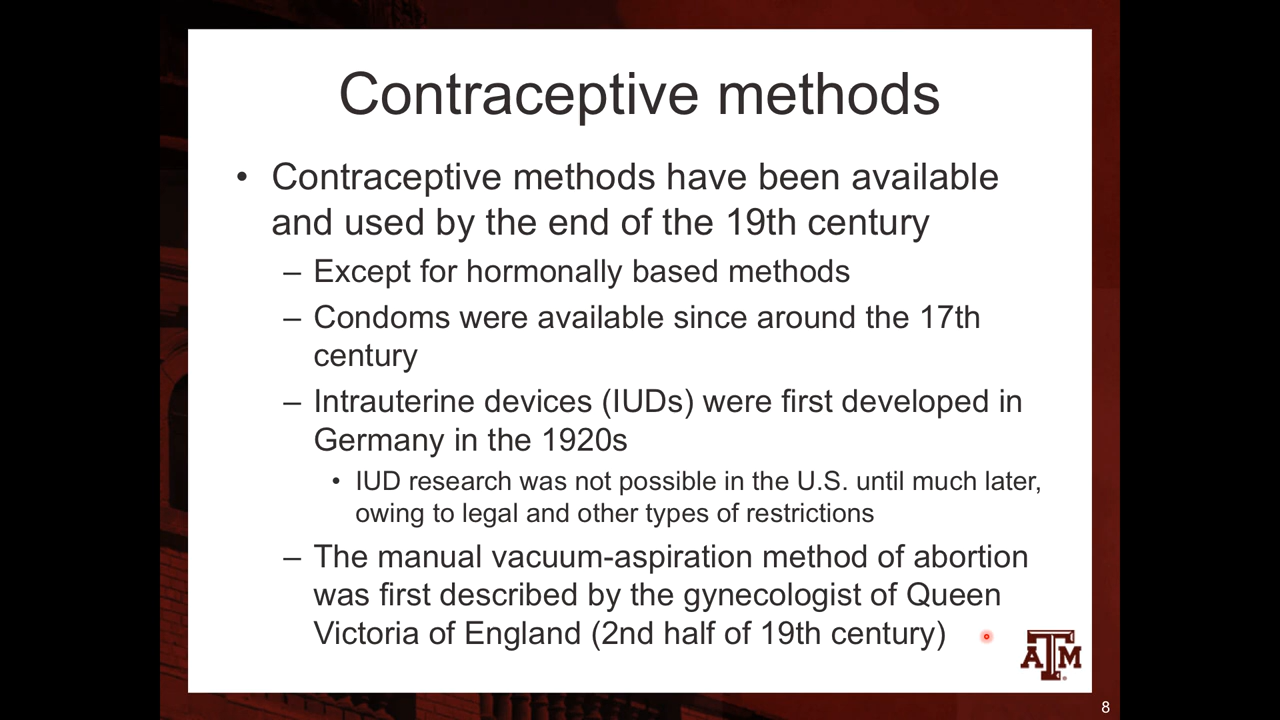 Contraceptive methods
• Contraceptive methods have been available
and used by the end of the 19th century
– Except for hormonally based methods
– Condoms were available since around the 17th
century
– Intrauterine devices (IUDs) were first developed in
Germany in the 1920s
• IUD research was not possible in the U.S. until much later,
owing to legal and other types of restrictions
– The manual vacuum-aspiration method of abortion
was first described by the gynecologist of Queen
Victoria of England (2nd half of 19th century)
ATM
8